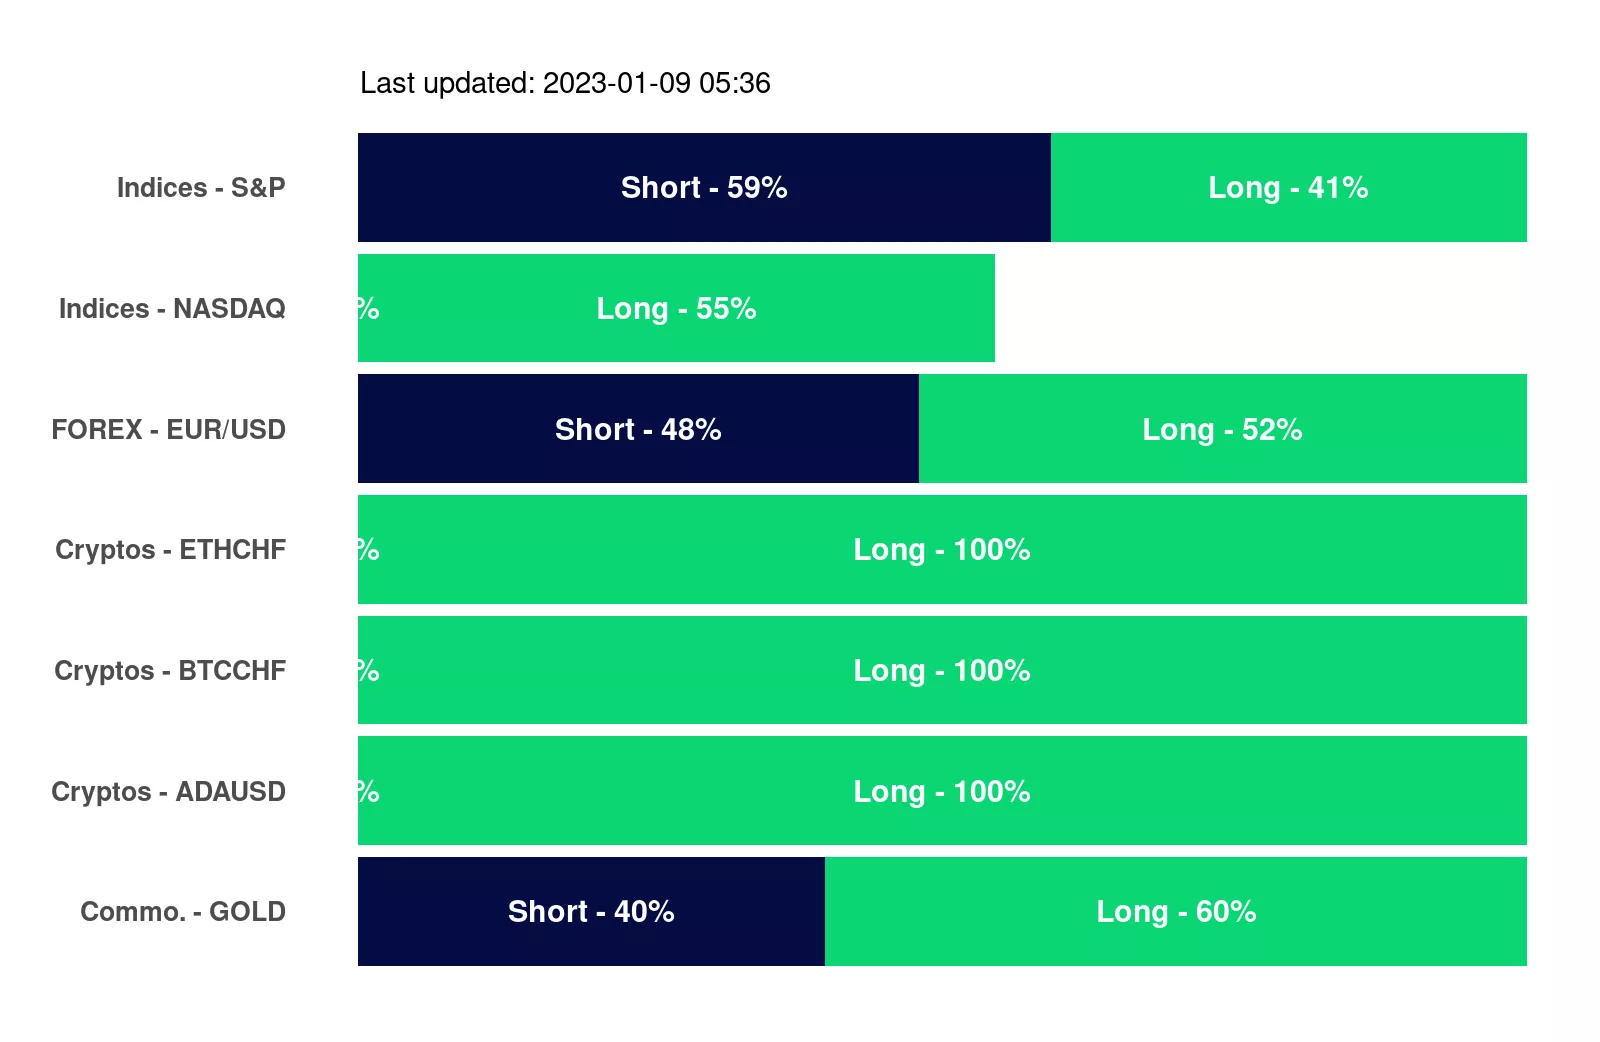 Last updated: 2023-01-09 05:36
Indices - S&P
Short - 59%
Long - 41%
Indices - NASDAQ
%
Long - 55%
FOREX - EUR/USD
Short - 48%
Long - 52%
Cryptos - ETHCHF
%
Long - 100%
Cryptos - BTCCHF
%
Long - 100%
Cryptos - ADAUSD
%
Long - 100%
Commo. - GOLD
Short - 40%
Long - 60%